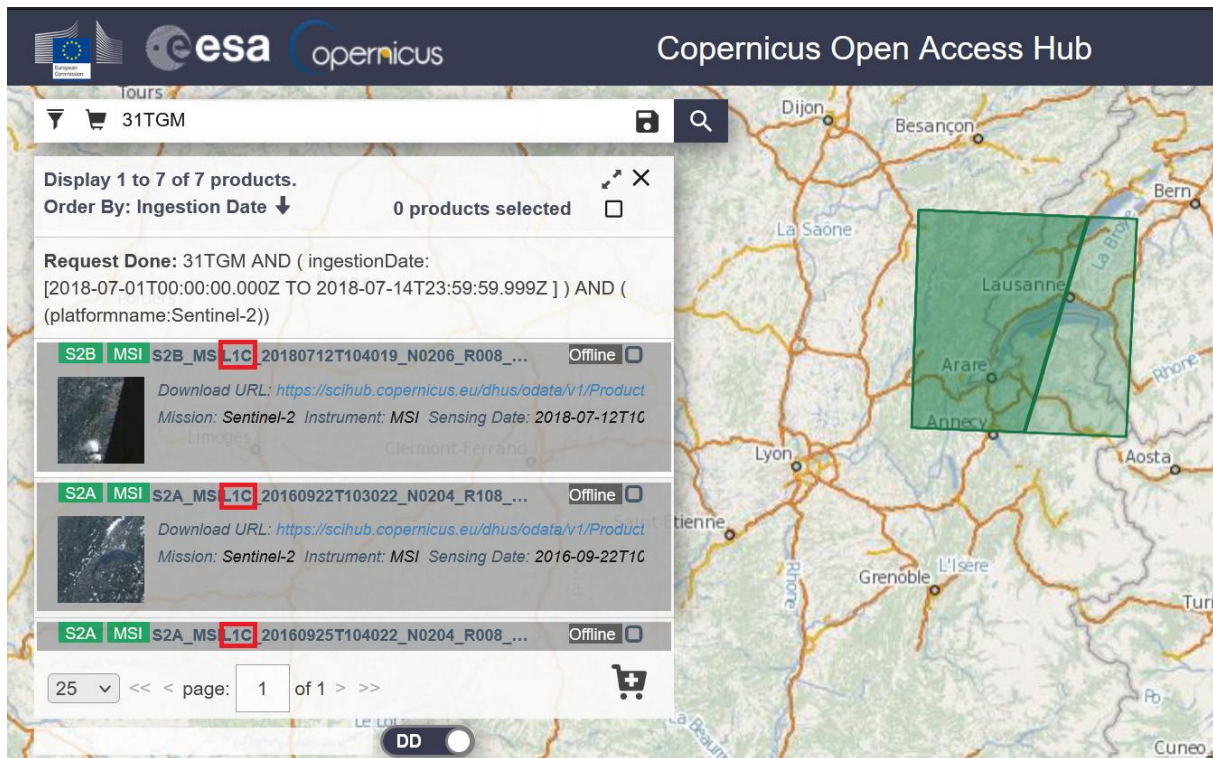 European
Commission
esa
opernicus
Copernicus Open Access Hub
Tours
31TGM
Display 1 to 7 of 7 products.
Order By: Ingestion Date
0 products selected
Request Done: 31TGM AND ( ingestionDate:
[2018-07-01T00:00:00.000Z TO 2018-07-14T23:59:59.999Z ] ) AND (
(platformname:Sentinel-2))
S2B MSI S2B_MSIL1C_20180712T104019_N0206_R008_... Offline
Download URL: https://scihub.copernicus.eu/dhus/odata/v1/Product
Mission: Sentinel-2 Instrument: MSI Sensing Date: 2018-07-12T10
Limoges
Clermont-Ferrand
S2A MSI S2A_MSIL1C_20160922T103022_N0204_R108_... Offline
Download URL: https://scihub.copernicus.eu/dhus/odata/v1/Product
Mission: Sentinel-2 Instrument: MSI Sensing Date: 2016-09-22T10
S2A MSI S2A_MSIL1C_20160925T104022_N0204_R008_... Offline
25 << < page: 1 of 1 > >>
DD
Dijon
Besançon
Bern
La Saône
La Broye
Lausanne
Arare
Rhone
Annecy
Lyon
Aosta
Saint-Etienne
L'Isère
Grenoble
Rhone
Turi
Po
Cuneo